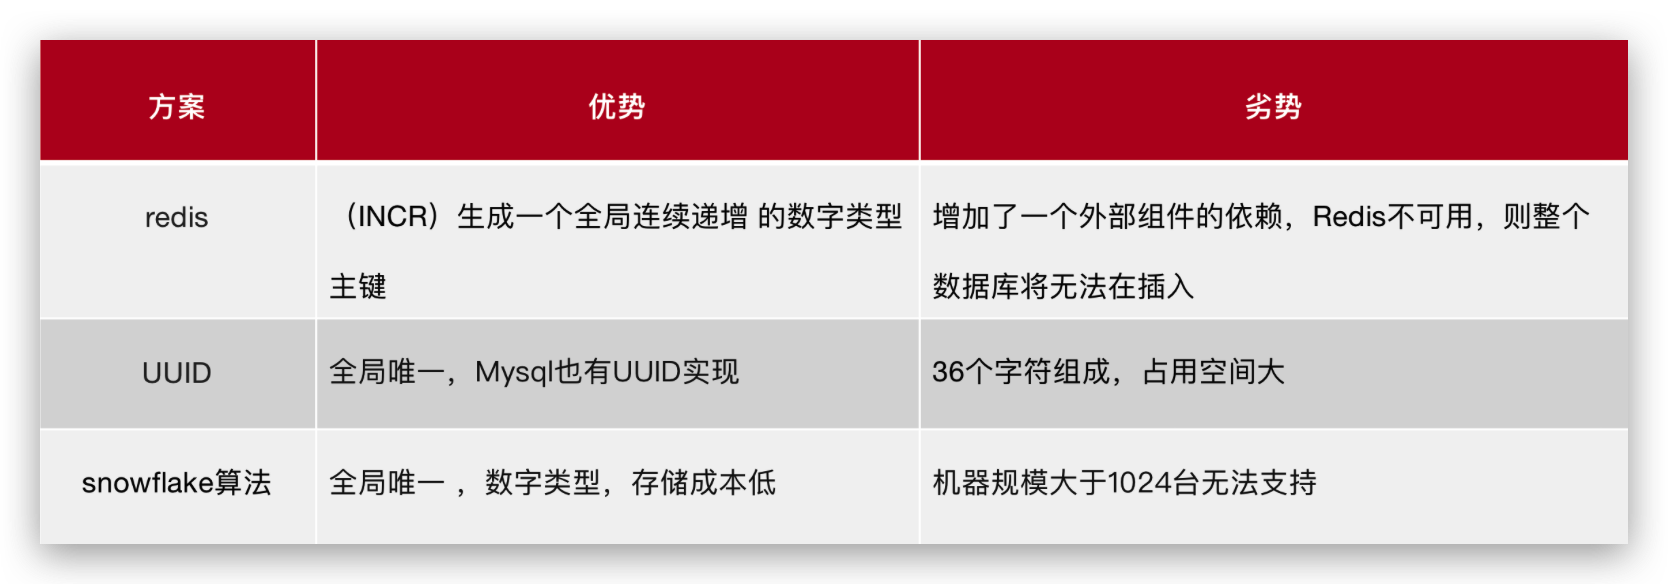 方案
优势
劣势
redis
（INCR）生成一个全局连续递增 的数字类型
主键
增加了一个外部组件的依赖，Redis不可用，则整个
数据库将无法在插入
UUID
全局唯一，Mysql也有UUID实现
36个字符组成，占用空间大
snowflake算法
全局唯一 ，数字类型，存储成本低
机器规模大于1024台无法支持